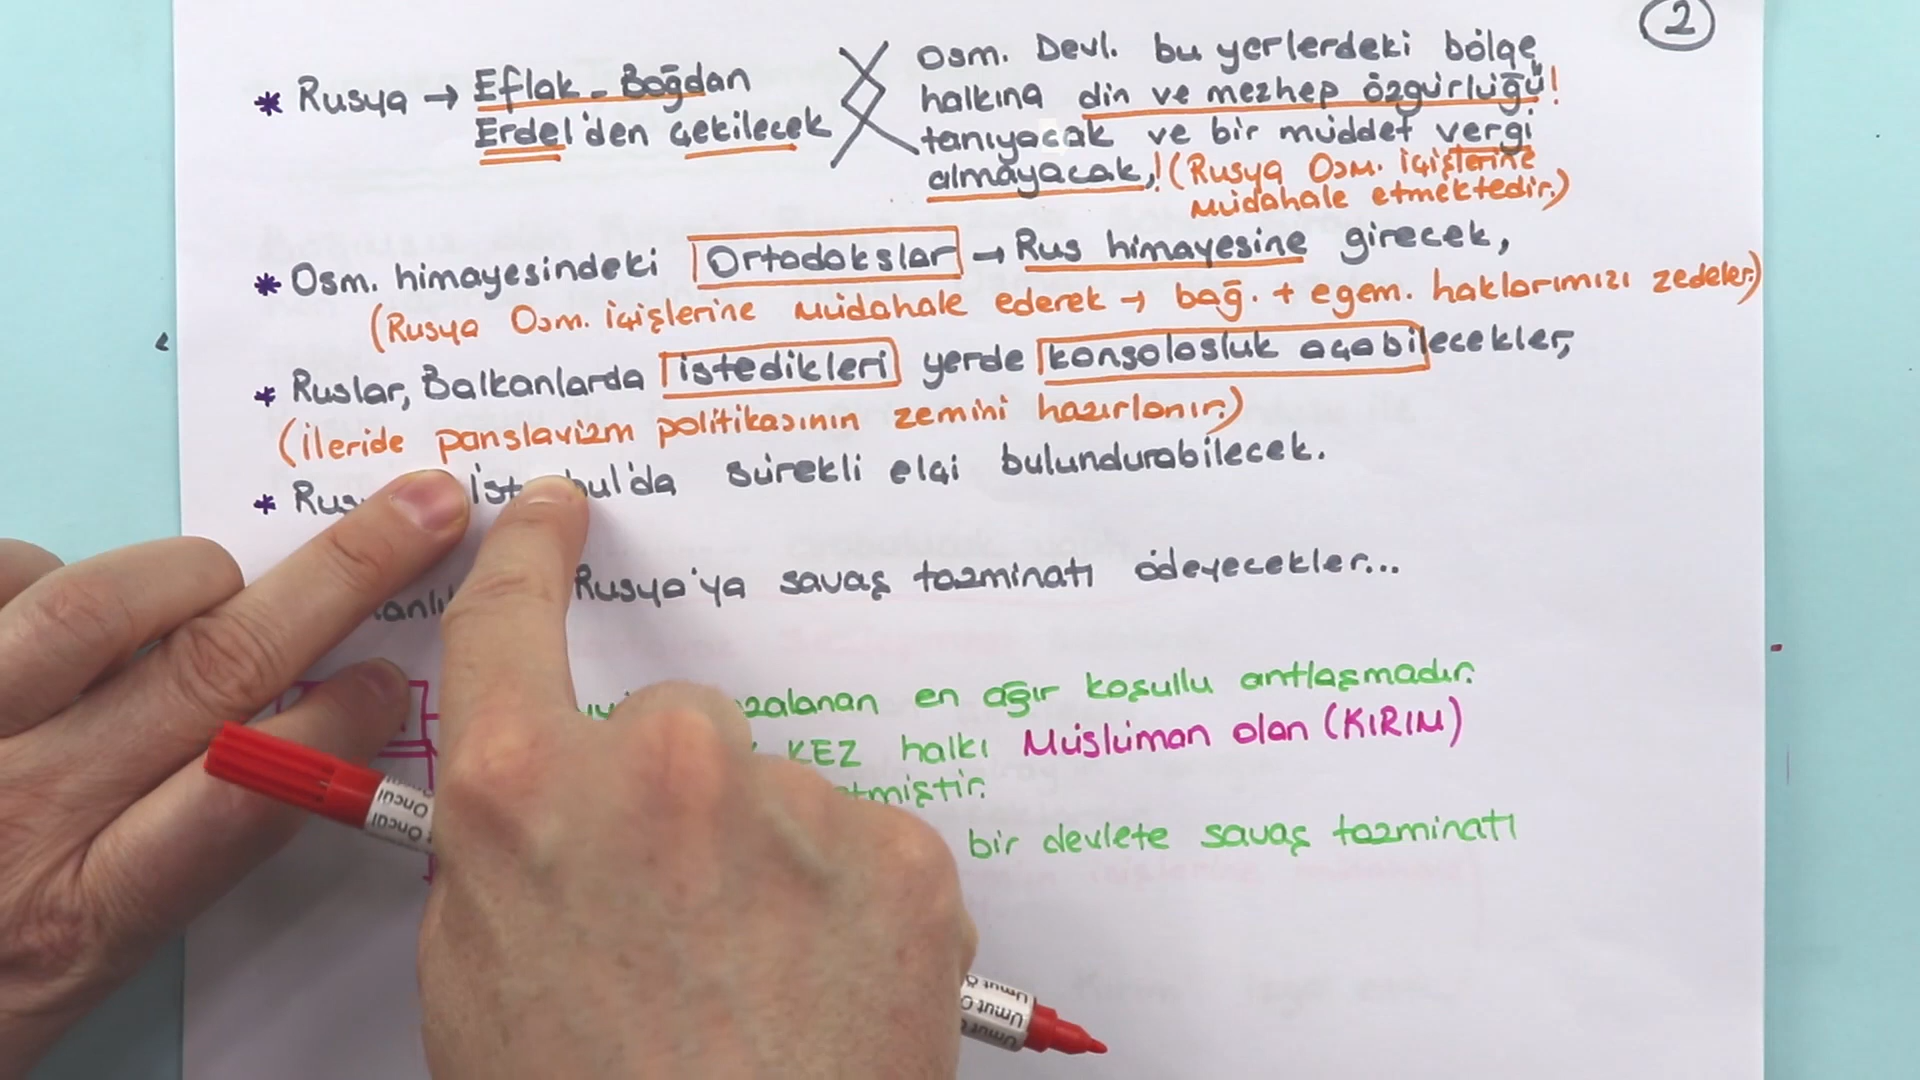 2
* Rusya → Eflak - Boğdan
Erdel'den çekilecek
Osm. Devl. bu yerlerdeki bölge
halkına din ve mezhep özgürlüğü!
tanıyacak ve bir müddet vergi
almayacak,! (Rusya Osm. içişlerine
müdahale etmektedir.)
* Osm. himayesindeki Ortodokslar → Rus himayesine girecek,
(Rusya Osm. içişlerine müdahale ederek → bağ. + egem. haklarımızı zedeler.)
* Ruslar, Balkanlarda istedikleri yerde konsolosluk açabilecekler,
(İleride panslavizm politikasının zemini hazırlanır.)
* sürekli elçi bulundurabilecek.
Rusya'ya savaş tazminatı ödeyecekler...
en ağır koşullu antlaşmadır.
KEZ halkı Müslüman olan (KIRIM)
bir devlete savaş tazminatı
Umut Ö